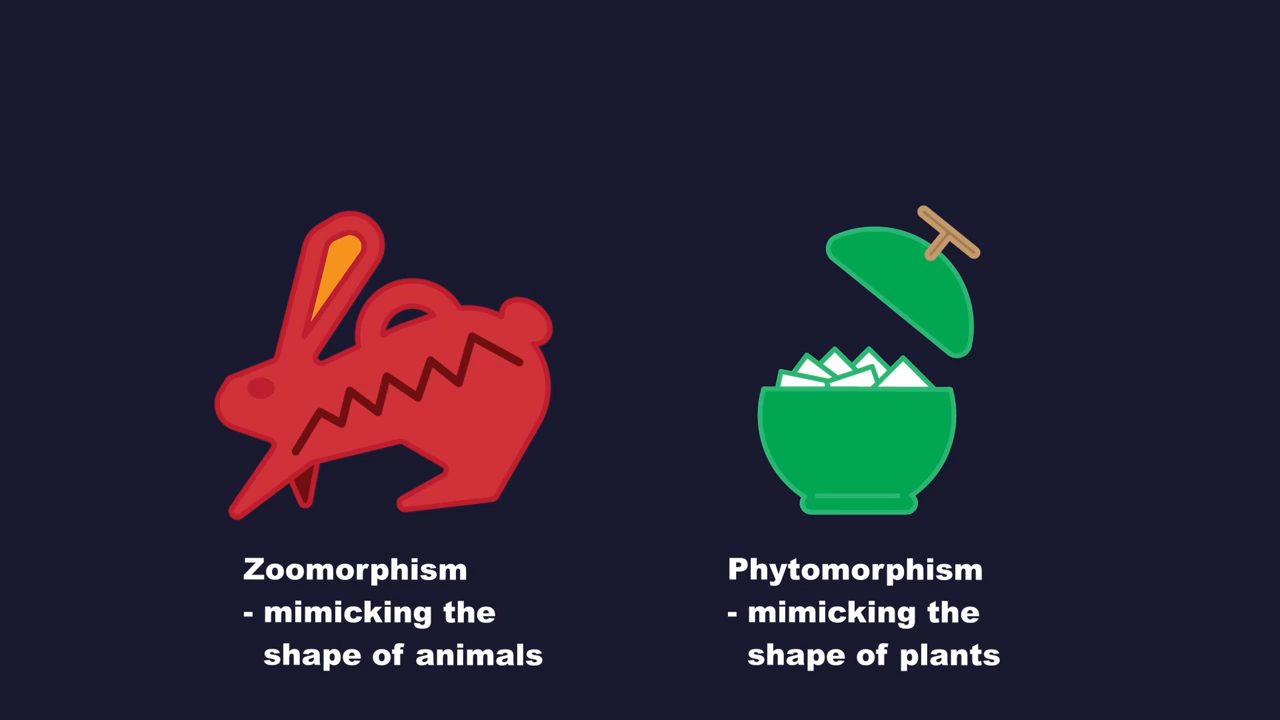 Zoomorphism
- mimicking the
shape of animals
Phytomorphism
- mimicking the
shape of plants